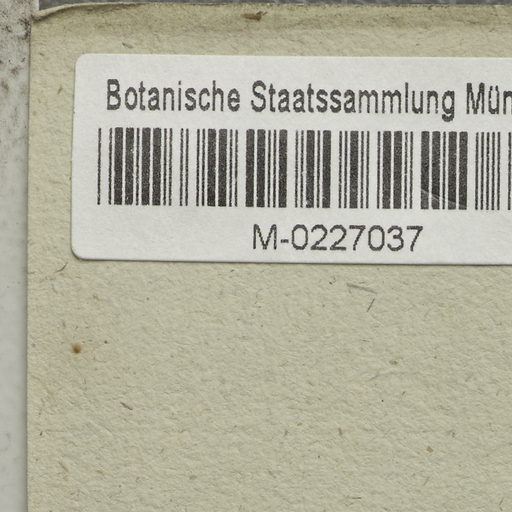 Botanische Staatssammlung Mün
M-0227037